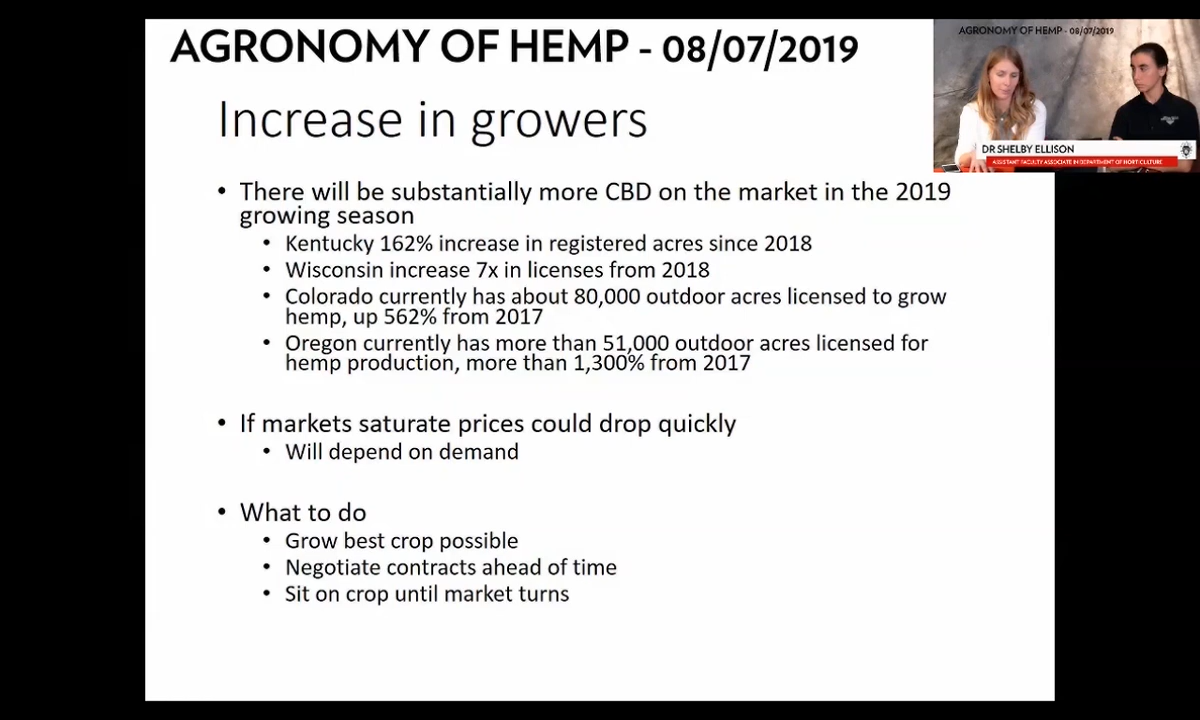 AGRONOMY OF HEMP - 08/07/2019
AGRONOMY OF HEMP - 08/07/2019
DR SHELBY ELLISON
ASSISTANT FACULTY ASSOCIATE IN DEPARTMENT OF HORTICULTURE
Increase in growers
• There will be substantially more CBD on the market in the 2019
growing season
• Kentucky 162% increase in registered acres since 2018
• Wisconsin increase 7x in licenses from 2018
• Colorado currently has about 80,000 outdoor acres licensed to grow
hemp, up 562% from 2017
• Oregon currently has more than 51,000 outdoor acres licensed for
hemp production, more than 1,300% from 2017
• If markets saturate prices could drop quickly
• Will depend on demand
• What to do
• Grow best crop possible
• Negotiate contracts ahead of time
• Sit on crop until market turns